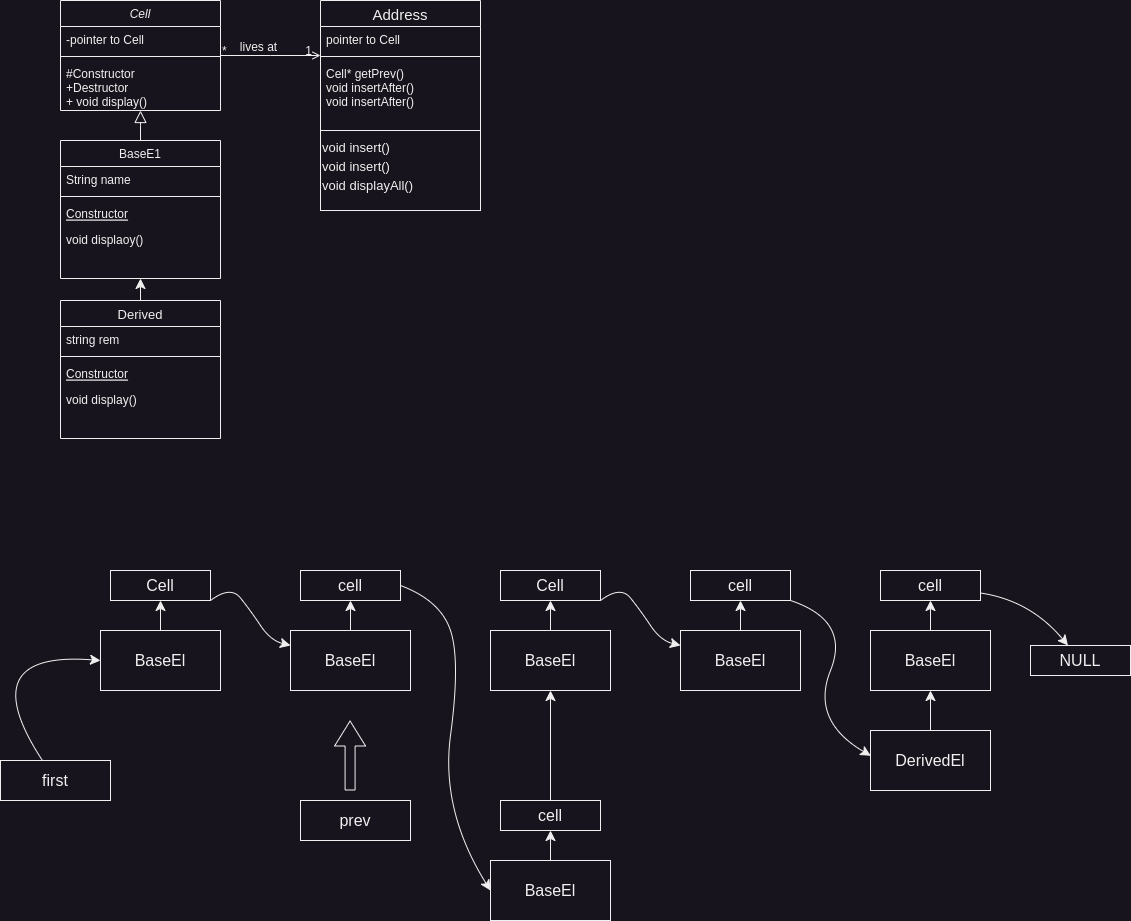 Cell
-pointer to Cell
#Constructor
+Destructor
+ void display()
* lives at 1
Address
pointer to Cell
Cell* getPrev()
void insertAfter()
void insertAfter()
void insert()
void insert()
void displayAll()
BaseE1
String name
Constructor
void displaoy()
Derived
string rem
Constructor
void display()
Cell
cell
Cell
cell
cell
BaseEl
BaseEl
BaseEl
BaseEl
BaseEl
NULL
first
prev
cell
DerivedEl
BaseEl